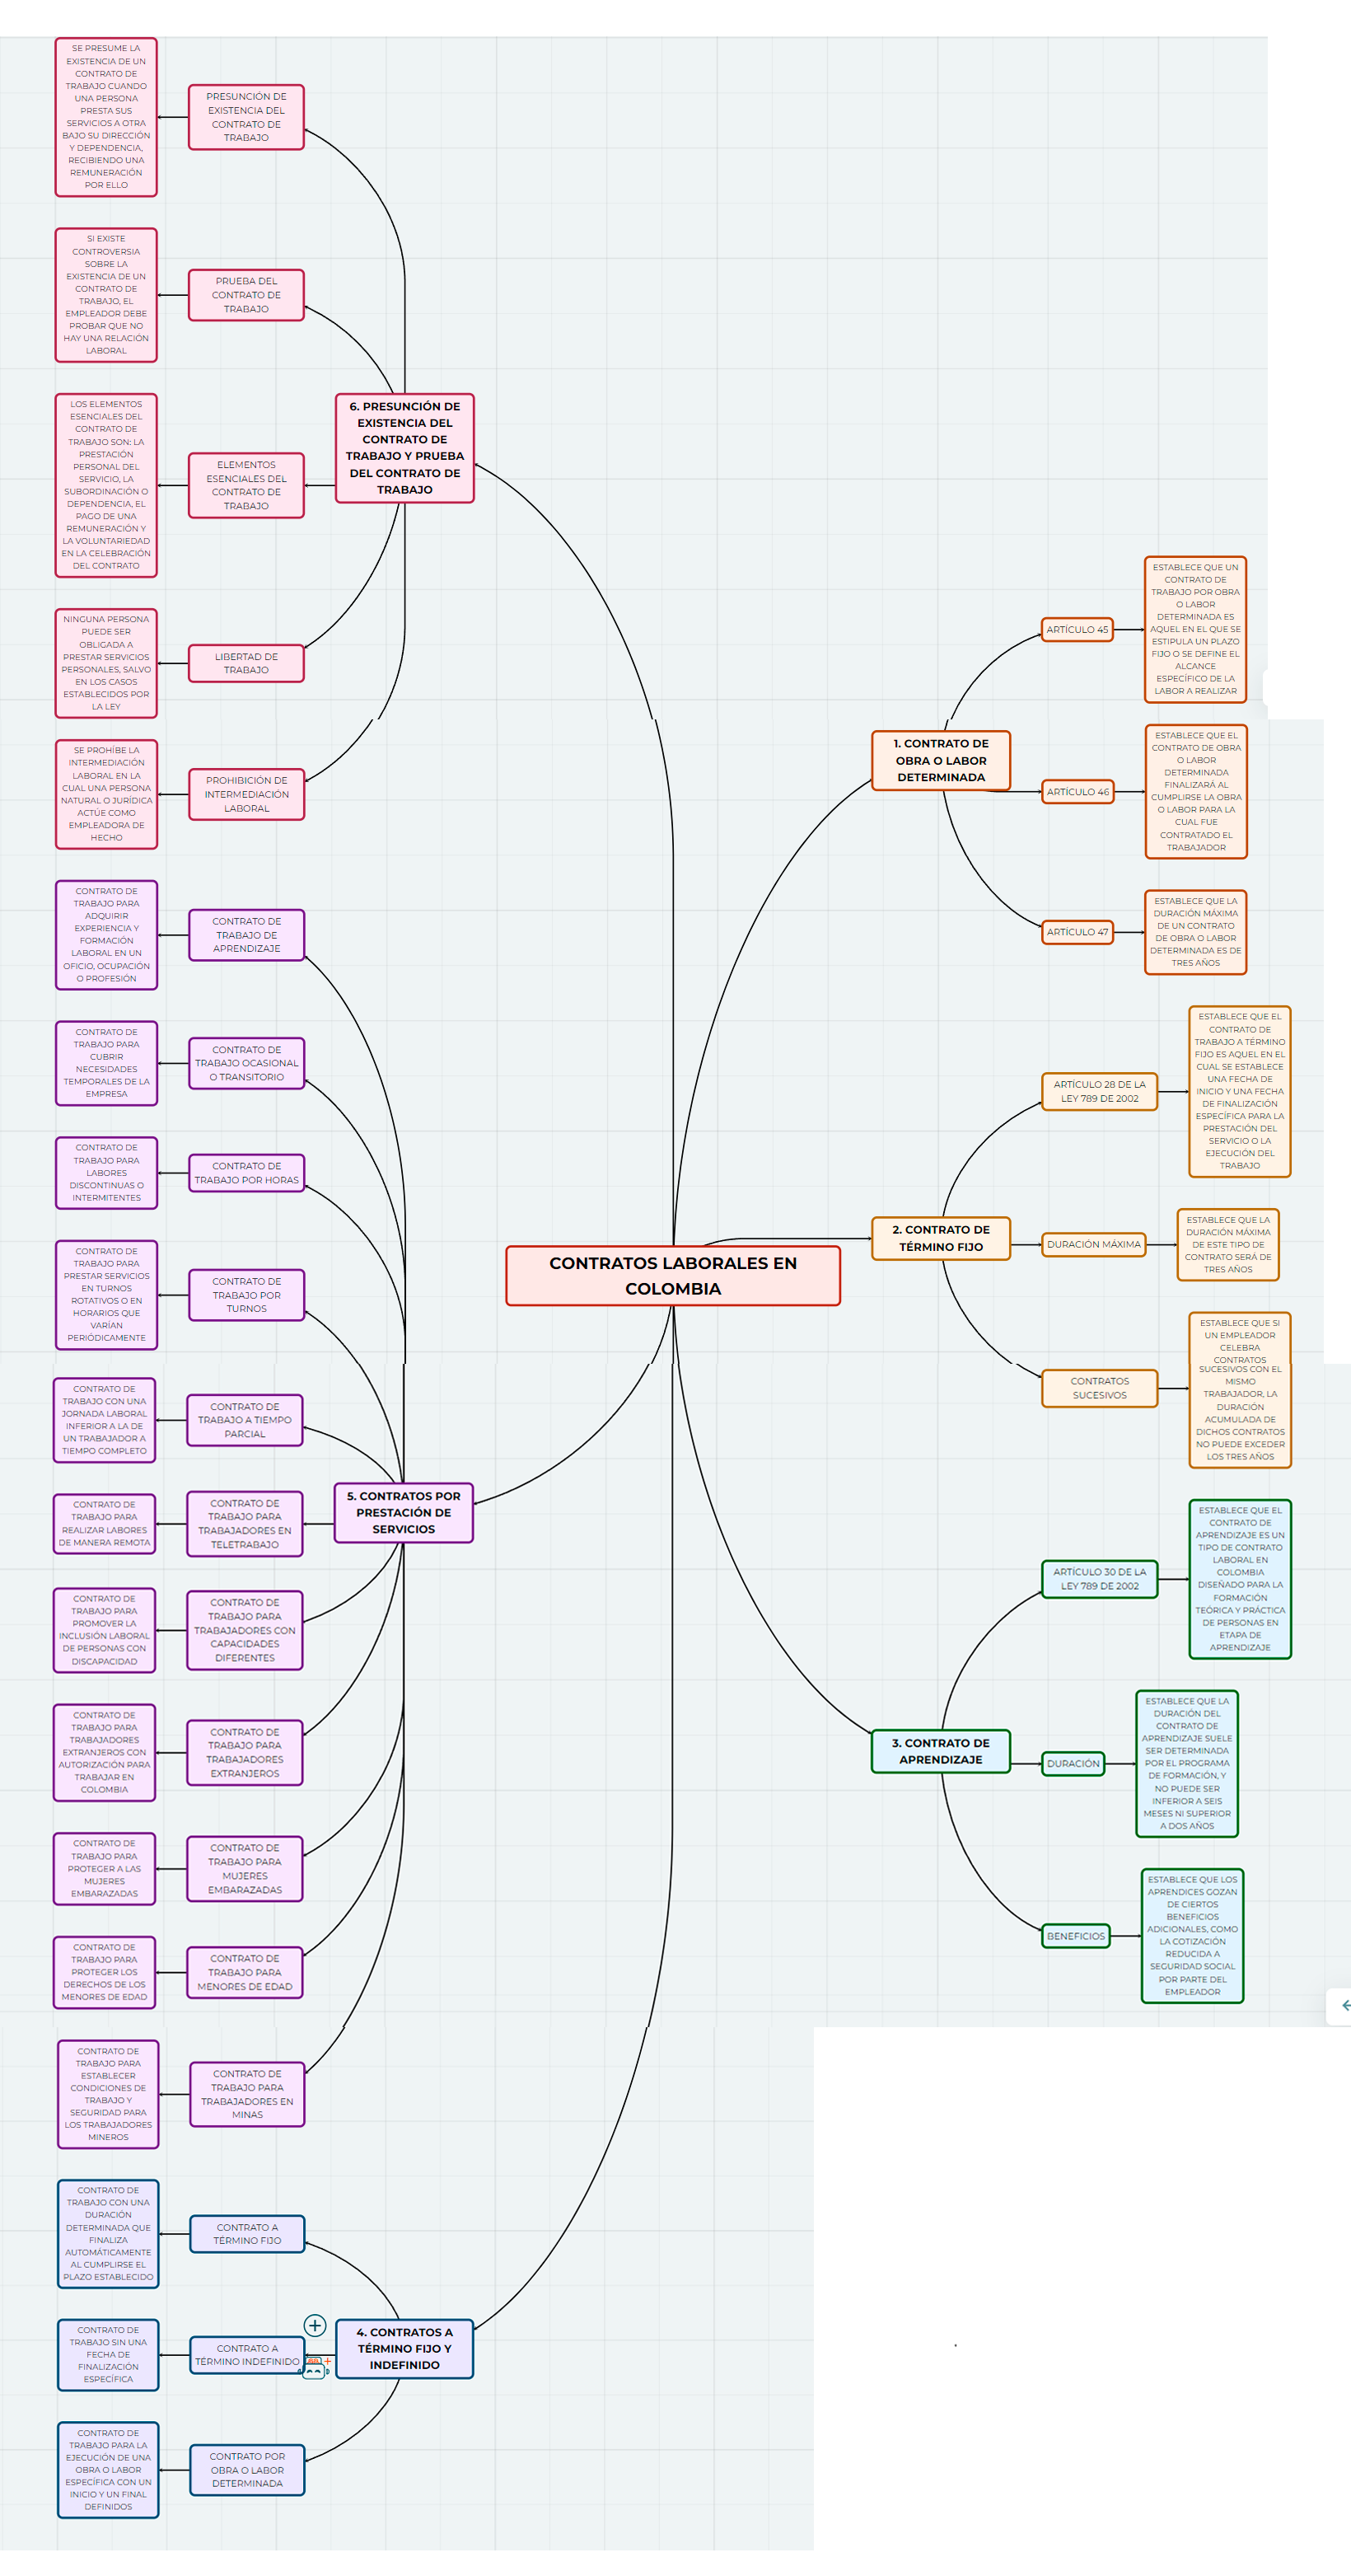 CONTRATOS LABORALES EN
COLOMBIA
1. CONTRATO DE
OBRA O LABOR
DETERMINADA
ARTÍCULO 45
ESTABLECE QUE UN
CONTRATO DE
TRABAJO POR OBRA
O LABOR
DETERMINADA ES
AQUEL EN EL QUE SE
ESTIPULA UN PLAZO
FIJO O SE DEFINE EL
ALCANCE
ESPECÍFICO DE LA
LABOR A REALIZAR
ARTÍCULO 46
ESTABLECE QUE EL
CONTRATO DE OBRA
O LABOR
DETERMINADA
FINALIZARÁ AL
CUMPLIRSE LA OBRA
O LABOR PARA LA
CUAL FUE
CONTRATADO EL
TRABAJADOR
ARTÍCULO 47
ESTABLECE QUE LA
DURACIÓN MÁXIMA
DE UN CONTRATO
DE OBRA O LABOR
DETERMINADA ES DE
TRES AÑOS
2. CONTRATO DE
TÉRMINO FIJO
ARTÍCULO 28 DE LA
LEY 789 DE 2002
ESTABLECE QUE EL
CONTRATO DE
TRABAJO A TÉRMINO
FIJO ES AQUEL EN EL
CUAL SE ESTABLECE
UNA FECHA DE
INICIO Y UNA FECHA
DE FINALIZACIÓN
ESPECÍFICA PARA LA
PRESTACIÓN DEL
SERVICIO O LA
EJECUCIÓN DEL
TRABAJO
DURACIÓN MÁXIMA
ESTABLECE QUE LA
DURACIÓN MÁXIMA
DE ESTE TIPO DE
CONTRATO SERÁ DE
TRES AÑOS
CONTRATOS
SUCESIVOS
ESTABLECE QUE SI
UN EMPLEADOR
CELEBRA
CONTRATOS
SUCESIVOS CON EL
MISMO
TRABAJADOR, LA
DURACIÓN
ACUMULADA DE
DICHOS CONTRATOS
NO PUEDE EXCEDER
LOS TRES AÑOS
3. CONTRATO DE
APRENDIZAJE
ARTÍCULO 30 DE LA
LEY 789 DE 2002
ESTABLECE QUE EL
CONTRATO DE
APRENDIZAJE ES UN
TIPO DE CONTRATO
LABORAL EN
COLOMBIA
DISEÑADO PARA LA
FORMACIÓN
TEÓRICA Y PRÁCTICA
DE PERSONAS EN
ETAPA DE
APRENDIZAJE
DURACIÓN
ESTABLECE QUE LA
DURACIÓN DEL
CONTRATO DE
APRENDIZAJE SUELE
SER DETERMINADA
POR EL PROGRAMA
DE FORMACIÓN, Y
NO PUEDE SER
INFERIOR A SEIS
MESES NI SUPERIOR
A DOS AÑOS
BENEFICIOS
ESTABLECE QUE LOS
APRENDICES GOZAN
DE CIERTOS
BENEFICIOS
ADICIONALES, COMO
LA COTIZACIÓN
REDUCIDA A
SEGURIDAD SOCIAL
POR PARTE DEL
EMPLEADOR
4. CONTRATOS A
TÉRMINO FIJO Y
INDEFINIDO
CONTRATO A
TÉRMINO FIJO
CONTRATO DE
TRABAJO CON UNA
DURACIÓN
DETERMINADA QUE
FINALIZA
AUTOMÁTICAMENTE
AL CUMPLIRSE EL
PLAZO ESTABLECIDO
CONTRATO A
TÉRMINO INDEFINIDO
CONTRATO DE
TRABAJO SIN UNA
FECHA DE
FINALIZACIÓN
ESPECÍFICA
CONTRATO POR
OBRA O LABOR
DETERMINADA
CONTRATO DE
TRABAJO PARA LA
EJECUCIÓN DE UNA
OBRA O LABOR
ESPECÍFICA CON UN
INICIO Y UN FINAL
DEFINIDOS
5. CONTRATOS POR
PRESTACIÓN DE
SERVICIOS
CONTRATO DE
TRABAJO DE
APRENDIZAJE
CONTRATO DE
TRABAJO PARA
ADQUIRIR
EXPERIENCIA Y
FORMACIÓN
LABORAL EN UN
OFICIO, OCUPACIÓN
O PROFESIÓN
CONTRATO DE
TRABAJO OCASIONAL
O TRANSITORIO
CONTRATO DE
TRABAJO PARA
CUBRIR
NECESIDADES
TEMPORALES DE LA
EMPRESA
CONTRATO DE
TRABAJO POR HORAS
CONTRATO DE
TRABAJO PARA
LABORES
DISCONTINUAS O
INTERMITENTES
CONTRATO DE
TRABAJO POR
TURNOS
CONTRATO DE
TRABAJO PARA
PRESTAR SERVICIOS
EN TURNOS
ROTATIVOS O EN
HORARIOS QUE
VARÍAN
PERIÓDICAMENTE
CONTRATO DE
TRABAJO A TIEMPO
PARCIAL
CONTRATO DE
TRABAJO CON UNA
JORNADA LABORAL
INFERIOR A LA DE
UN TRABAJADOR A
TIEMPO COMPLETO
CONTRATO DE
TRABAJO PARA
TRABAJADORES EN
TELETRABAJO
CONTRATO DE
TRABAJO PARA
REALIZAR LABORES
DE MANERA REMOTA
CONTRATO DE
TRABAJO PARA
TRABAJADORES CON
CAPACIDADES
DIFERENTES
CONTRATO DE
TRABAJO PARA
PROMOVER LA
INCLUSIÓN LABORAL
DE PERSONAS CON
DISCAPACIDAD
CONTRATO DE
TRABAJO PARA
TRABAJADORES
EXTRANJEROS
CONTRATO DE
TRABAJO PARA
TRABAJADORES
EXTRANJEROS CON
AUTORIZACIÓN PARA
TRABAJAR EN
COLOMBIA
CONTRATO DE
TRABAJO PARA
MUJERES
EMBARAZADAS
CONTRATO DE
TRABAJO PARA
PROTEGER A LAS
MUJERES
EMBARAZADAS
CONTRATO DE
TRABAJO PARA
MENORES DE EDAD
CONTRATO DE
TRABAJO PARA
PROTEGER LOS
DERECHOS DE LOS
MENORES DE EDAD
CONTRATO DE
TRABAJO PARA
TRABAJADORES EN
MINAS
CONTRATO DE
TRABAJO PARA
ESTABLECER
CONDICIONES DE
TRABAJO Y
SEGURIDAD PARA
LOS TRABAJADORES
MINEROS
6. PRESUNCIÓN DE
EXISTENCIA DEL
CONTRATO DE
TRABAJO Y PRUEBA
DEL CONTRATO DE
TRABAJO
PRESUNCIÓN DE
EXISTENCIA DEL
CONTRATO DE
TRABAJO
SE PRESUME LA
EXISTENCIA DE UN
CONTRATO DE
TRABAJO CUANDO
UNA PERSONA
PRESTA SUS
SERVICIOS A OTRA
BAJO SU DIRECCIÓN
Y DEPENDENCIA,
RECIBIENDO UNA
REMUNERACIÓN
POR ELLO
PRUEBA DEL
CONTRATO DE
TRABAJO
SI EXISTE
CONTROVERSIA
SOBRE LA
EXISTENCIA DE UN
CONTRATO DE
TRABAJO, EL
EMPLEADOR DEBE
PROBAR QUE NO
HAY UNA RELACIÓN
LABORAL
ELEMENTOS
ESENCIALES DEL
CONTRATO DE
TRABAJO
LOS ELEMENTOS
ESENCIALES DEL
CONTRATO DE
TRABAJO SON: LA
PRESTACIÓN
PERSONAL DEL
SERVICIO, LA
SUBORDINACIÓN O
DEPENDENCIA, EL
PAGO DE UNA
REMUNERACIÓN Y
LA VOLUNTARIEDAD
EN LA CELEBRACIÓN
DEL CONTRATO
LIBERTAD DE
TRABAJO
NINGUNA PERSONA
PUEDE SER
OBLIGADA A
PRESTAR SERVICIOS
PERSONALES, SALVO
EN LOS CASOS
ESTABLECIDOS POR
LA LEY
PROHIBICIÓN DE
INTERMEDIACIÓN
LABORAL
SE PROHÍBE LA
INTERMEDIACIÓN
LABORAL EN LA
CUAL UNA PERSONA
NATURAL O JURÍDICA
ACTÚE COMO
EMPLEADORA DE
HECHO